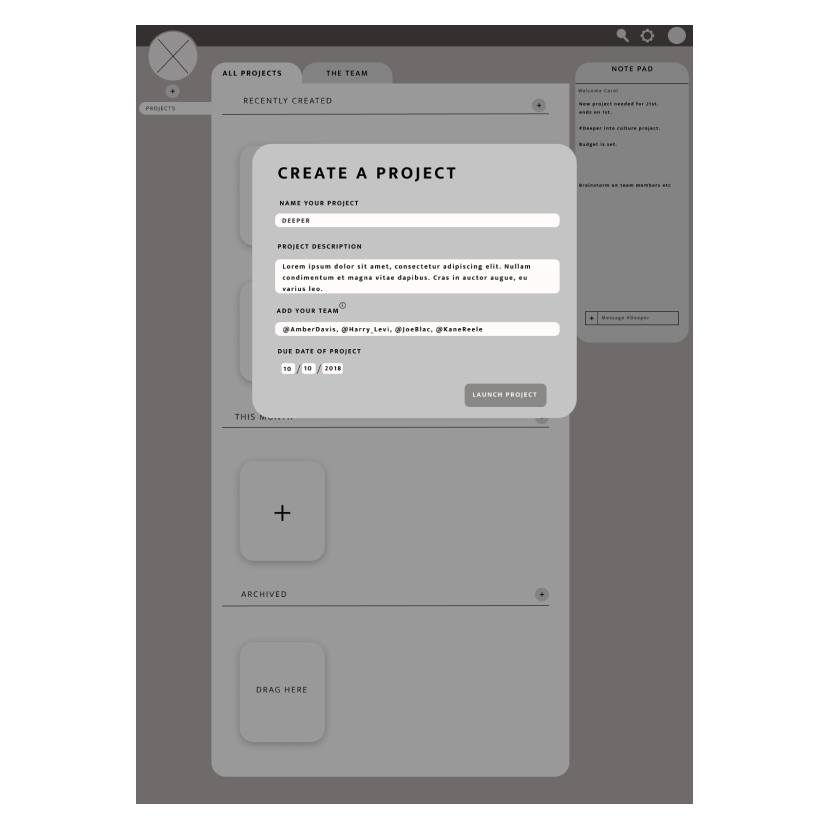 ALL PROJECTS
THE TEAM
NOTE PAD
+
PROJECTS
RECENTLY CREATED
+
Welcome Carol
New project needed for 21st.
ends on 1st.
#Deeper into culture project.
Budget is set.
Brainstorm on team members etc
+ Message #Deeper
CREATE A PROJECT
NAME YOUR PROJECT
DEEPER
PROJECT DESCRIPTION
Lorem ipsum dolor sit amet, consectetur adipiscing elit. Nullam
condimentum et magna vitae dapibus. Cras in auctor augue, eu
varius leo.
ADD YOUR TEAM
@AmberDavis, @Harry_Levi, @JoeBlac, @KaneReele
DUE DATE OF PROJECT
10 / 10 / 2018
LAUNCH PROJECT
THIS MONTH
+
ARCHIVED
+
DRAG HERE